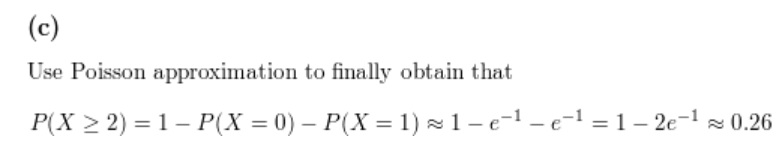 (c)
Use Poisson approximation to finally obtain that
P(X ≥ 2) = 1 − P(X = 0) − P(X = 1) ≈ 1 − e⁻¹ − e⁻¹ = 1 − 2e⁻¹ ≈ 0.26